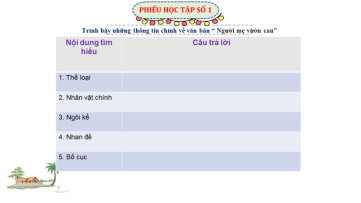 PHIẾU HỌC TẬP SỐ 1
Trình bày những thông tin chính về văn bản “ Người mẹ vườn cau”
Nội dung tìm hiểu
Câu trả lời
1. Thể loại
2. Nhân vật chính
3. Ngôi kể
4. Nhan đề
5. Bố cục